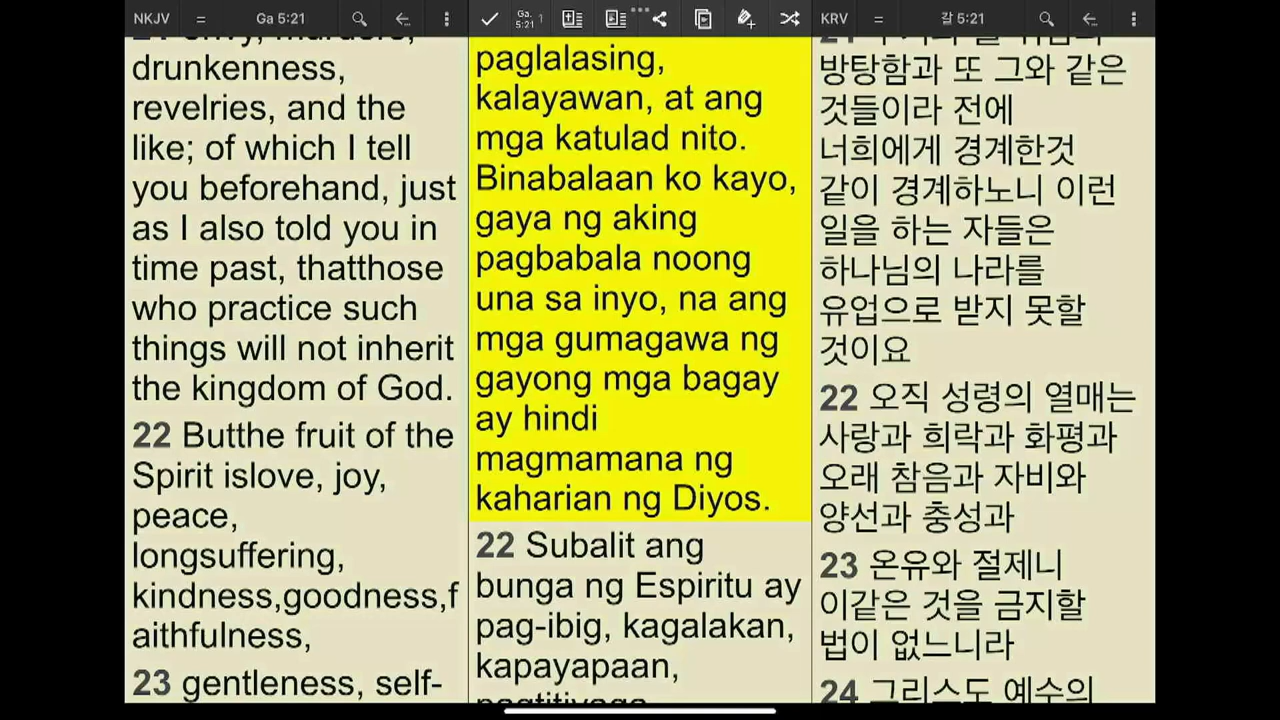 NKJV
=
Ga 5:21
Ga. 5:21 1
KRV
=
갈 5:21
drunkenness,
revelries, and the
like; of which I tell
you beforehand, just
as I also told you in
time past, thatthose
who practice such
things will not inherit
the kingdom of God.
22 Butthe fruit of the
Spirit islove, joy,
peace,
longsuffering,
kindness,goodness,f
aithfulness,
23 gentleness, self-
paglalasing,
kalayawan, at ang
mga katulad nito.
Binabalaan ko kayo,
gaya ng aking
pagbabala noong
una sa inyo, na ang
mga gumagawa ng
gayong mga bagay
ay hindi
magmamana ng
kaharian ng Diyos.
22 Subalit ang
bunga ng Espiritu ay
pag-ibig, kagalakan,
kapayapaan,
방탕함과 또 그와 같은
것들이라 전에
너희에게 경계한것
같이 경계하노니 이런
일을 하는 자들은
하나님의 나라를
유업으로 받지 못할
것이요
22 오직 성령의 열매는
사랑과 희락과 화평과
오래 참음과 자비와
양선과 충성과
23 온유와 절제니
이같은 것을 금지할
법이 없느니라
24 그리스도 예수의